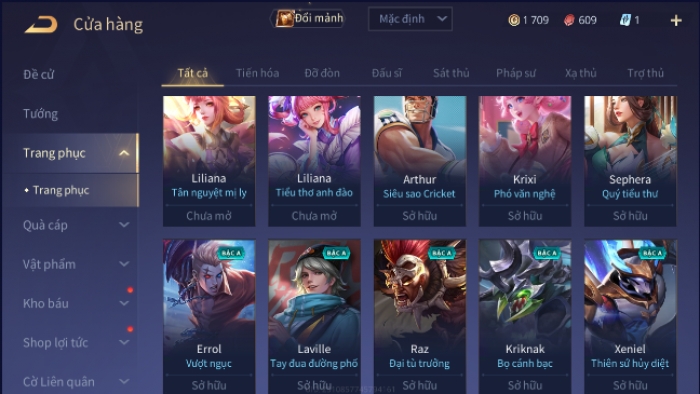 Cửa hàng
Đổi mảnh
Mặc định
1 709
609
1
Đề cử
Tướng
Trang phục
Trang phục
Quà cáp
Vật phẩm
Kho báu
Shop lợi tức
Cờ Liên quân
Tất cả
Tiến hóa
Đỡ đòn
Đấu sĩ
Sát thủ
Pháp sư
Xạ thủ
Trợ thủ
Liliana
Tân nguyệt mị ly
Chưa mở
Liliana
Tiểu thơ anh đào
Chưa mở
Arthur
Siêu sao Cricket
Sở hữu
Krixi
Phó văn nghệ
Sở hữu
Sephera
Quý tiểu thư
Sở hữu
Errol
Vượt ngục
Sở hữu
BẬC A
Laville
Tay đua đường phố
Sở hữu
BẬC A
Raz
Đại tù trưởng
Sở hữu
BẬC A
Kriknak
Bọ cánh bạc
Sở hữu
BẬC A
Xeniel
Thiên sứ hủy diệt
Sở hữu
BẬC A